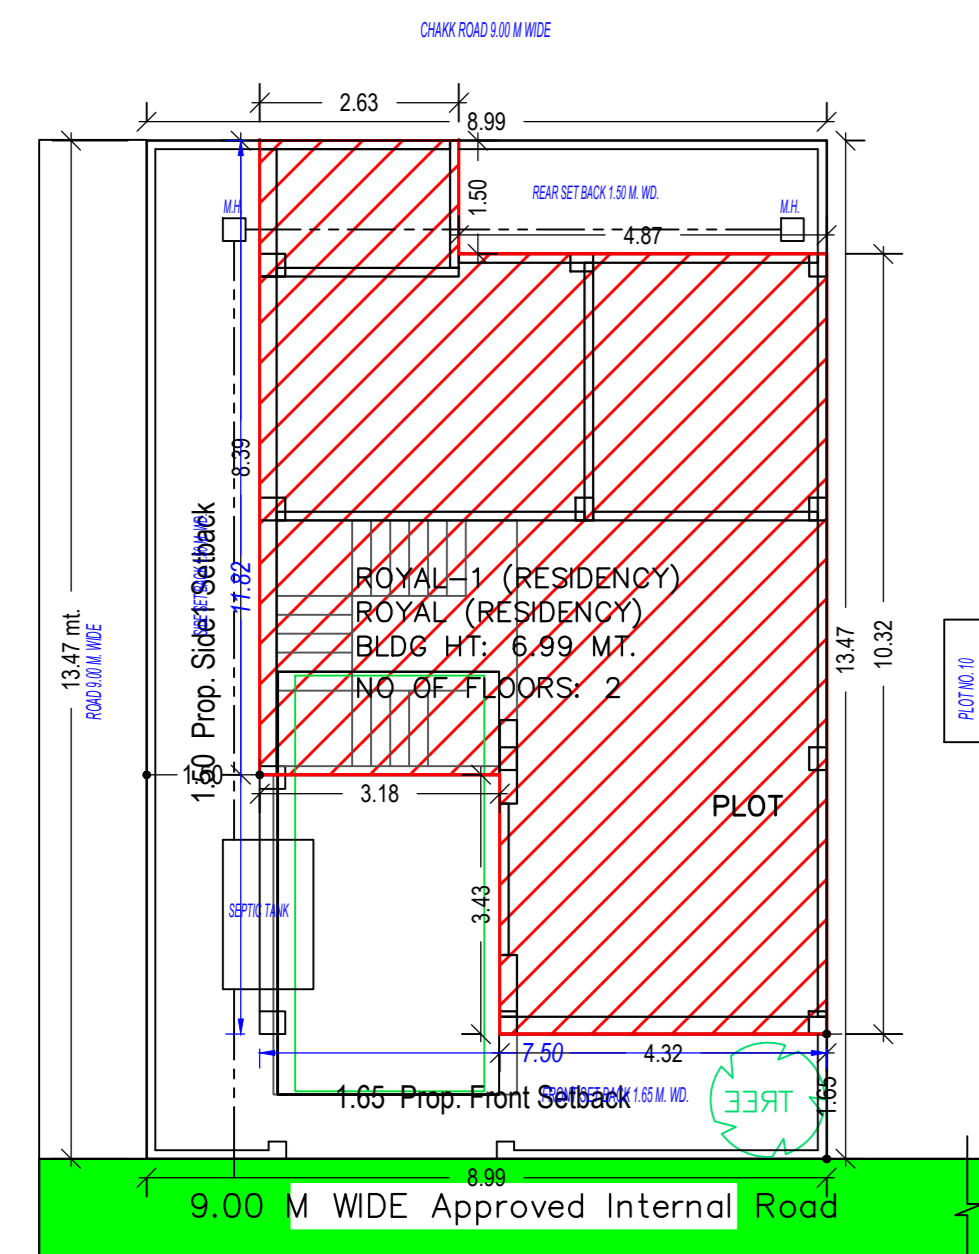 CHAKK ROAD 9.00 M WIDE
2.63
8.99
1.50
REAR SET BACK 1.50 M. WD.
M.H.
M.H.
4.87
8.39
11.82
1.50 Prop. Side1 Setback
13.47 mt.
ROAD 9.00 M. WIDE
ROYAL-1 (RESIDENCY)
ROYAL (RESIDENCY)
BLDG HT: 6.99 MT.
NO OF FLOORS: 2
13.47
10.32
PLOT NO. 10
1.50
3.18
PLOT
3.43
SEPTIC TANK
7.50
4.32
1.65 Prop. Front Setback
FRONT SET BACK 1.65 M. WD.
TREE
1.65
8.99
9.00 M WIDE Approved Internal Road